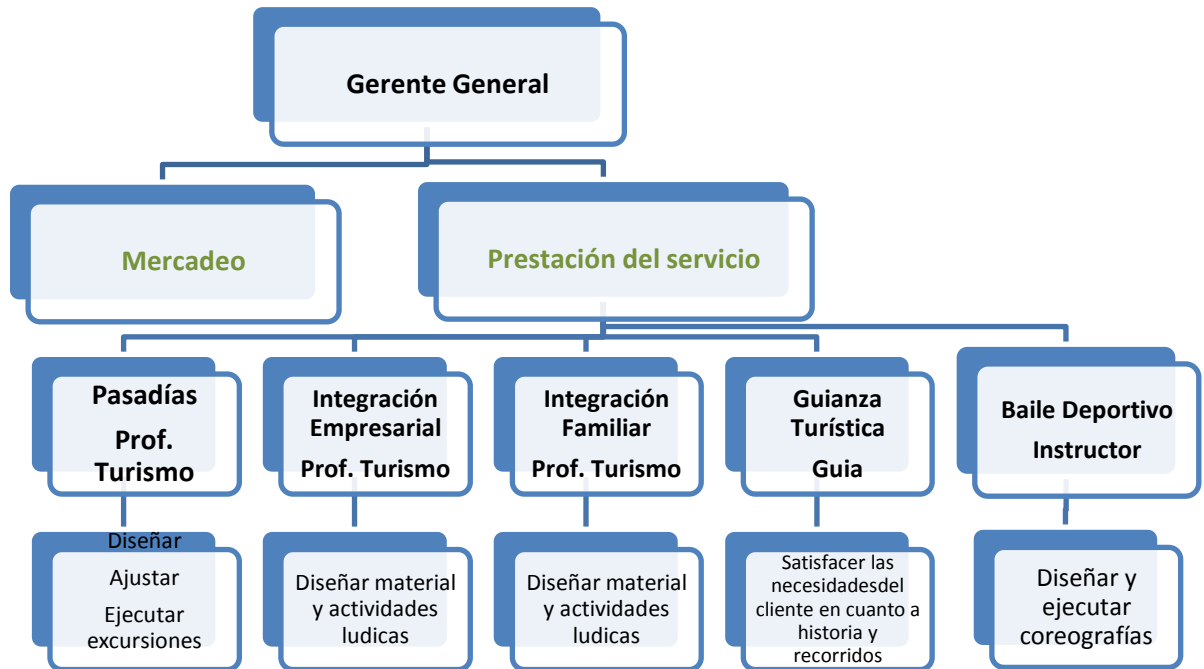 Gerente General
Mercadeo
Prestación del servicio
Pasadías
Prof.
Turismo
Integración
Empresarial
Prof. Turismo
Integración
Familiar
Prof. Turismo
Guianza
Turística
Guia
Baile Deportivo
Instructor
Diseñar
Ajustar
Ejecutar
excursiones
Diseñar material
y actividades
ludicas
Diseñar material
y actividades
ludicas
Satisfacer las
necesidadesdel
cliente en cuanto a
historia y
recorridos
Diseñar y
ejecutar
coreografías